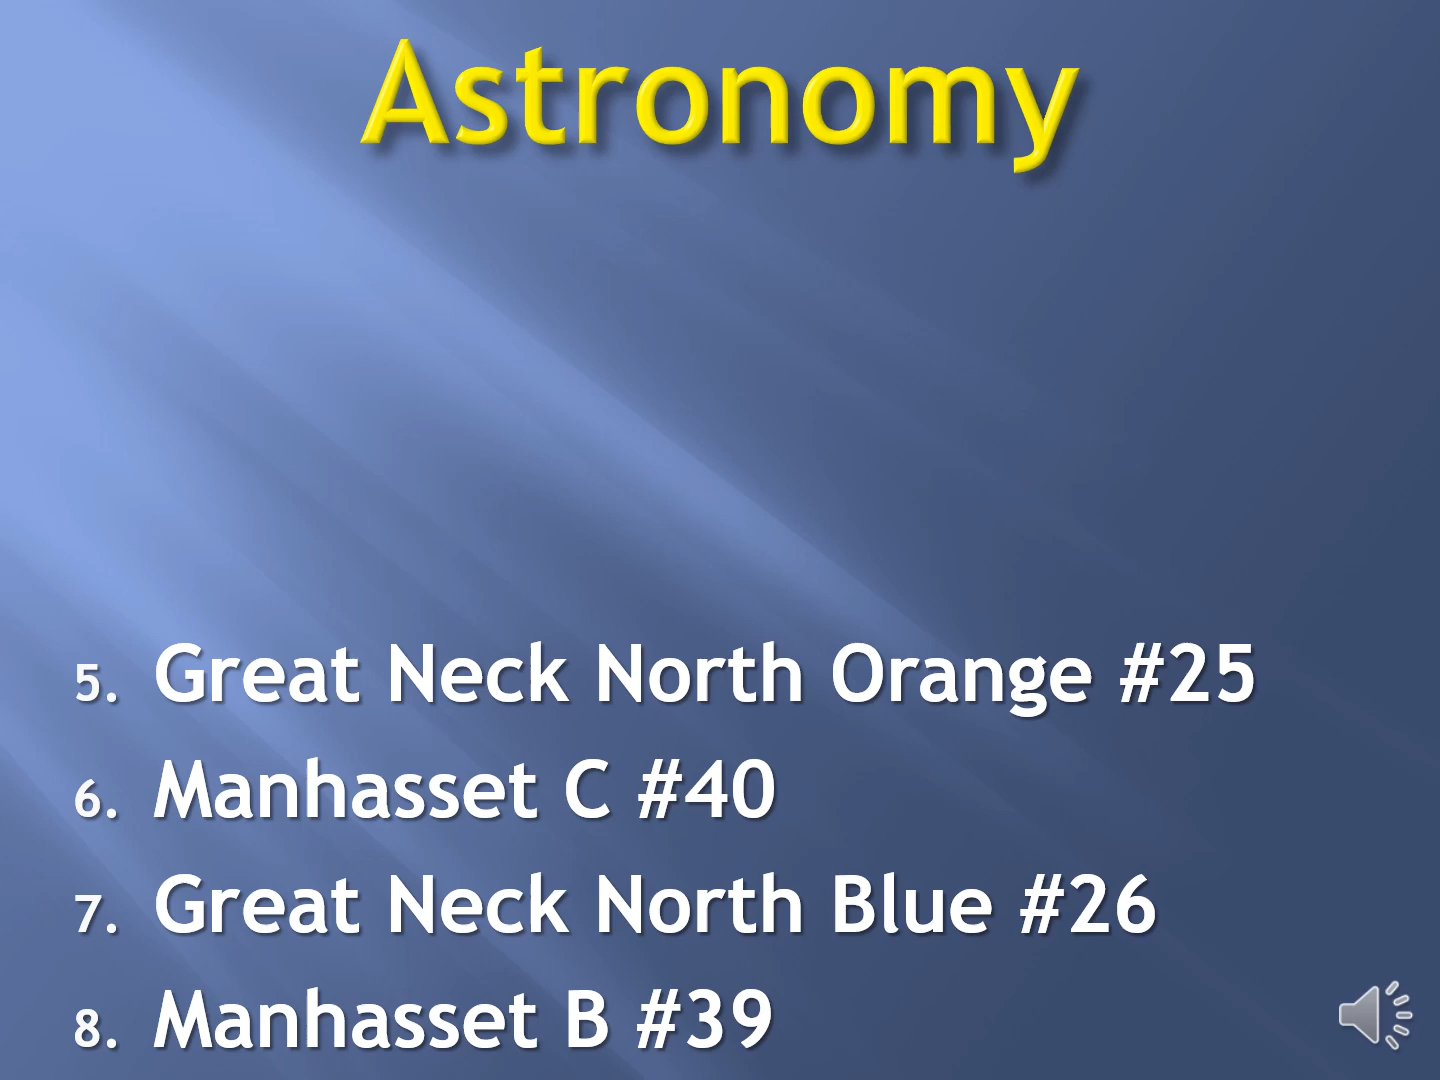 Astronomy
5. Great Neck North Orange #25
6. Manhasset C #40
7. Great Neck North Blue #26
8. Manhasset B #39